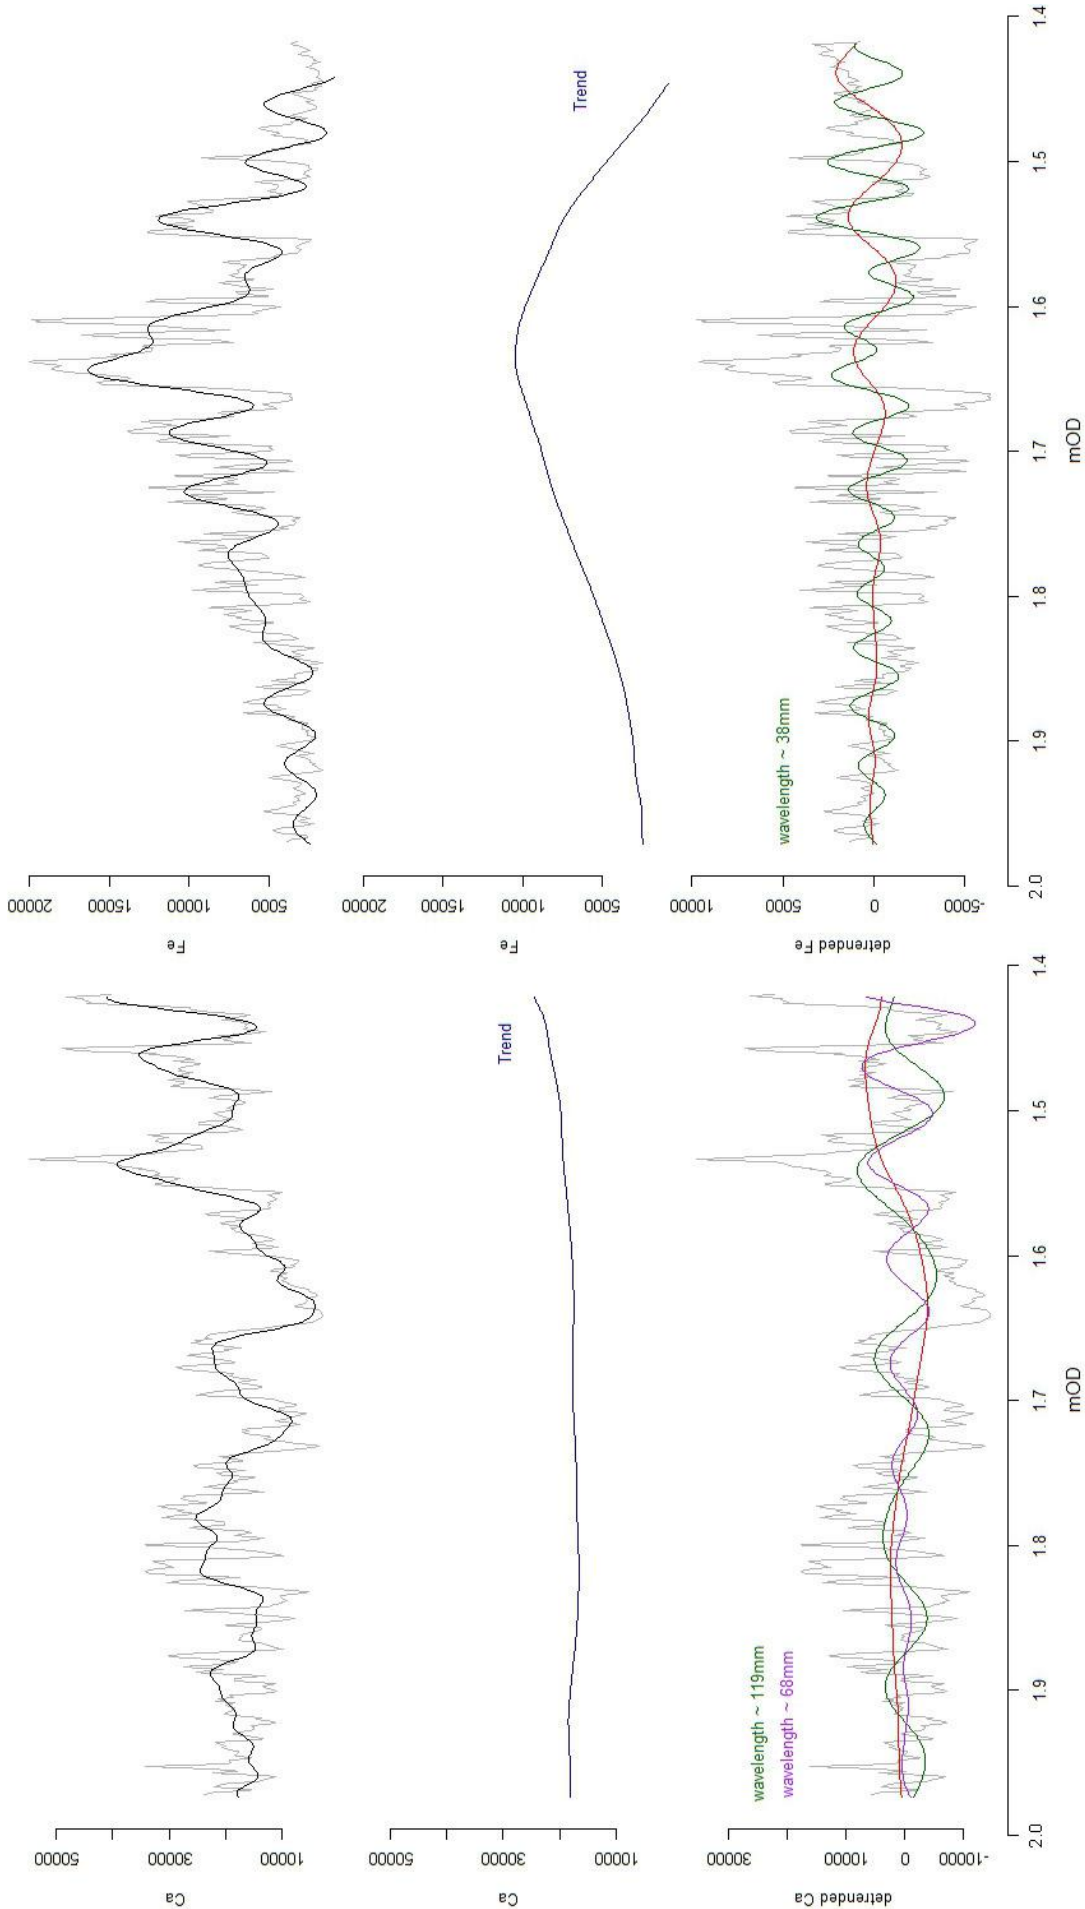 20000
15000
10000
5000
Fe
20000
15000
10000
5000
Fe
Trend
10000
5000
0
-5000
detrended Fe
wavelength ~ 38mm
2.0
1.9
1.8
1.7
1.6
1.5
1.4
mOD
50000
30000
10000
Ca
50000
30000
10000
Ca
Trend
30000
10000
0
-10000
detrended Ca
wavelength ~ 119mm
wavelength ~ 68mm
2.0
1.9
1.8
1.7
1.6
1.5
1.4
mOD